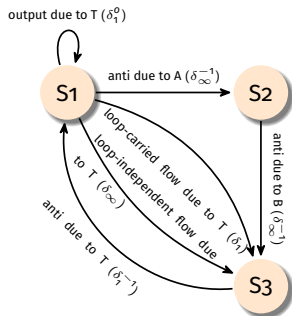 output due to T (δ₁ᵒ)
S1
anti due to A (δ∞⁻¹)
S2
loop-carried flow due to T (δ₁)
loop-independent flow due
to T (δ∞)
anti due to T (δ₁⁻¹)
anti due to B (δ∞⁻¹)
S3